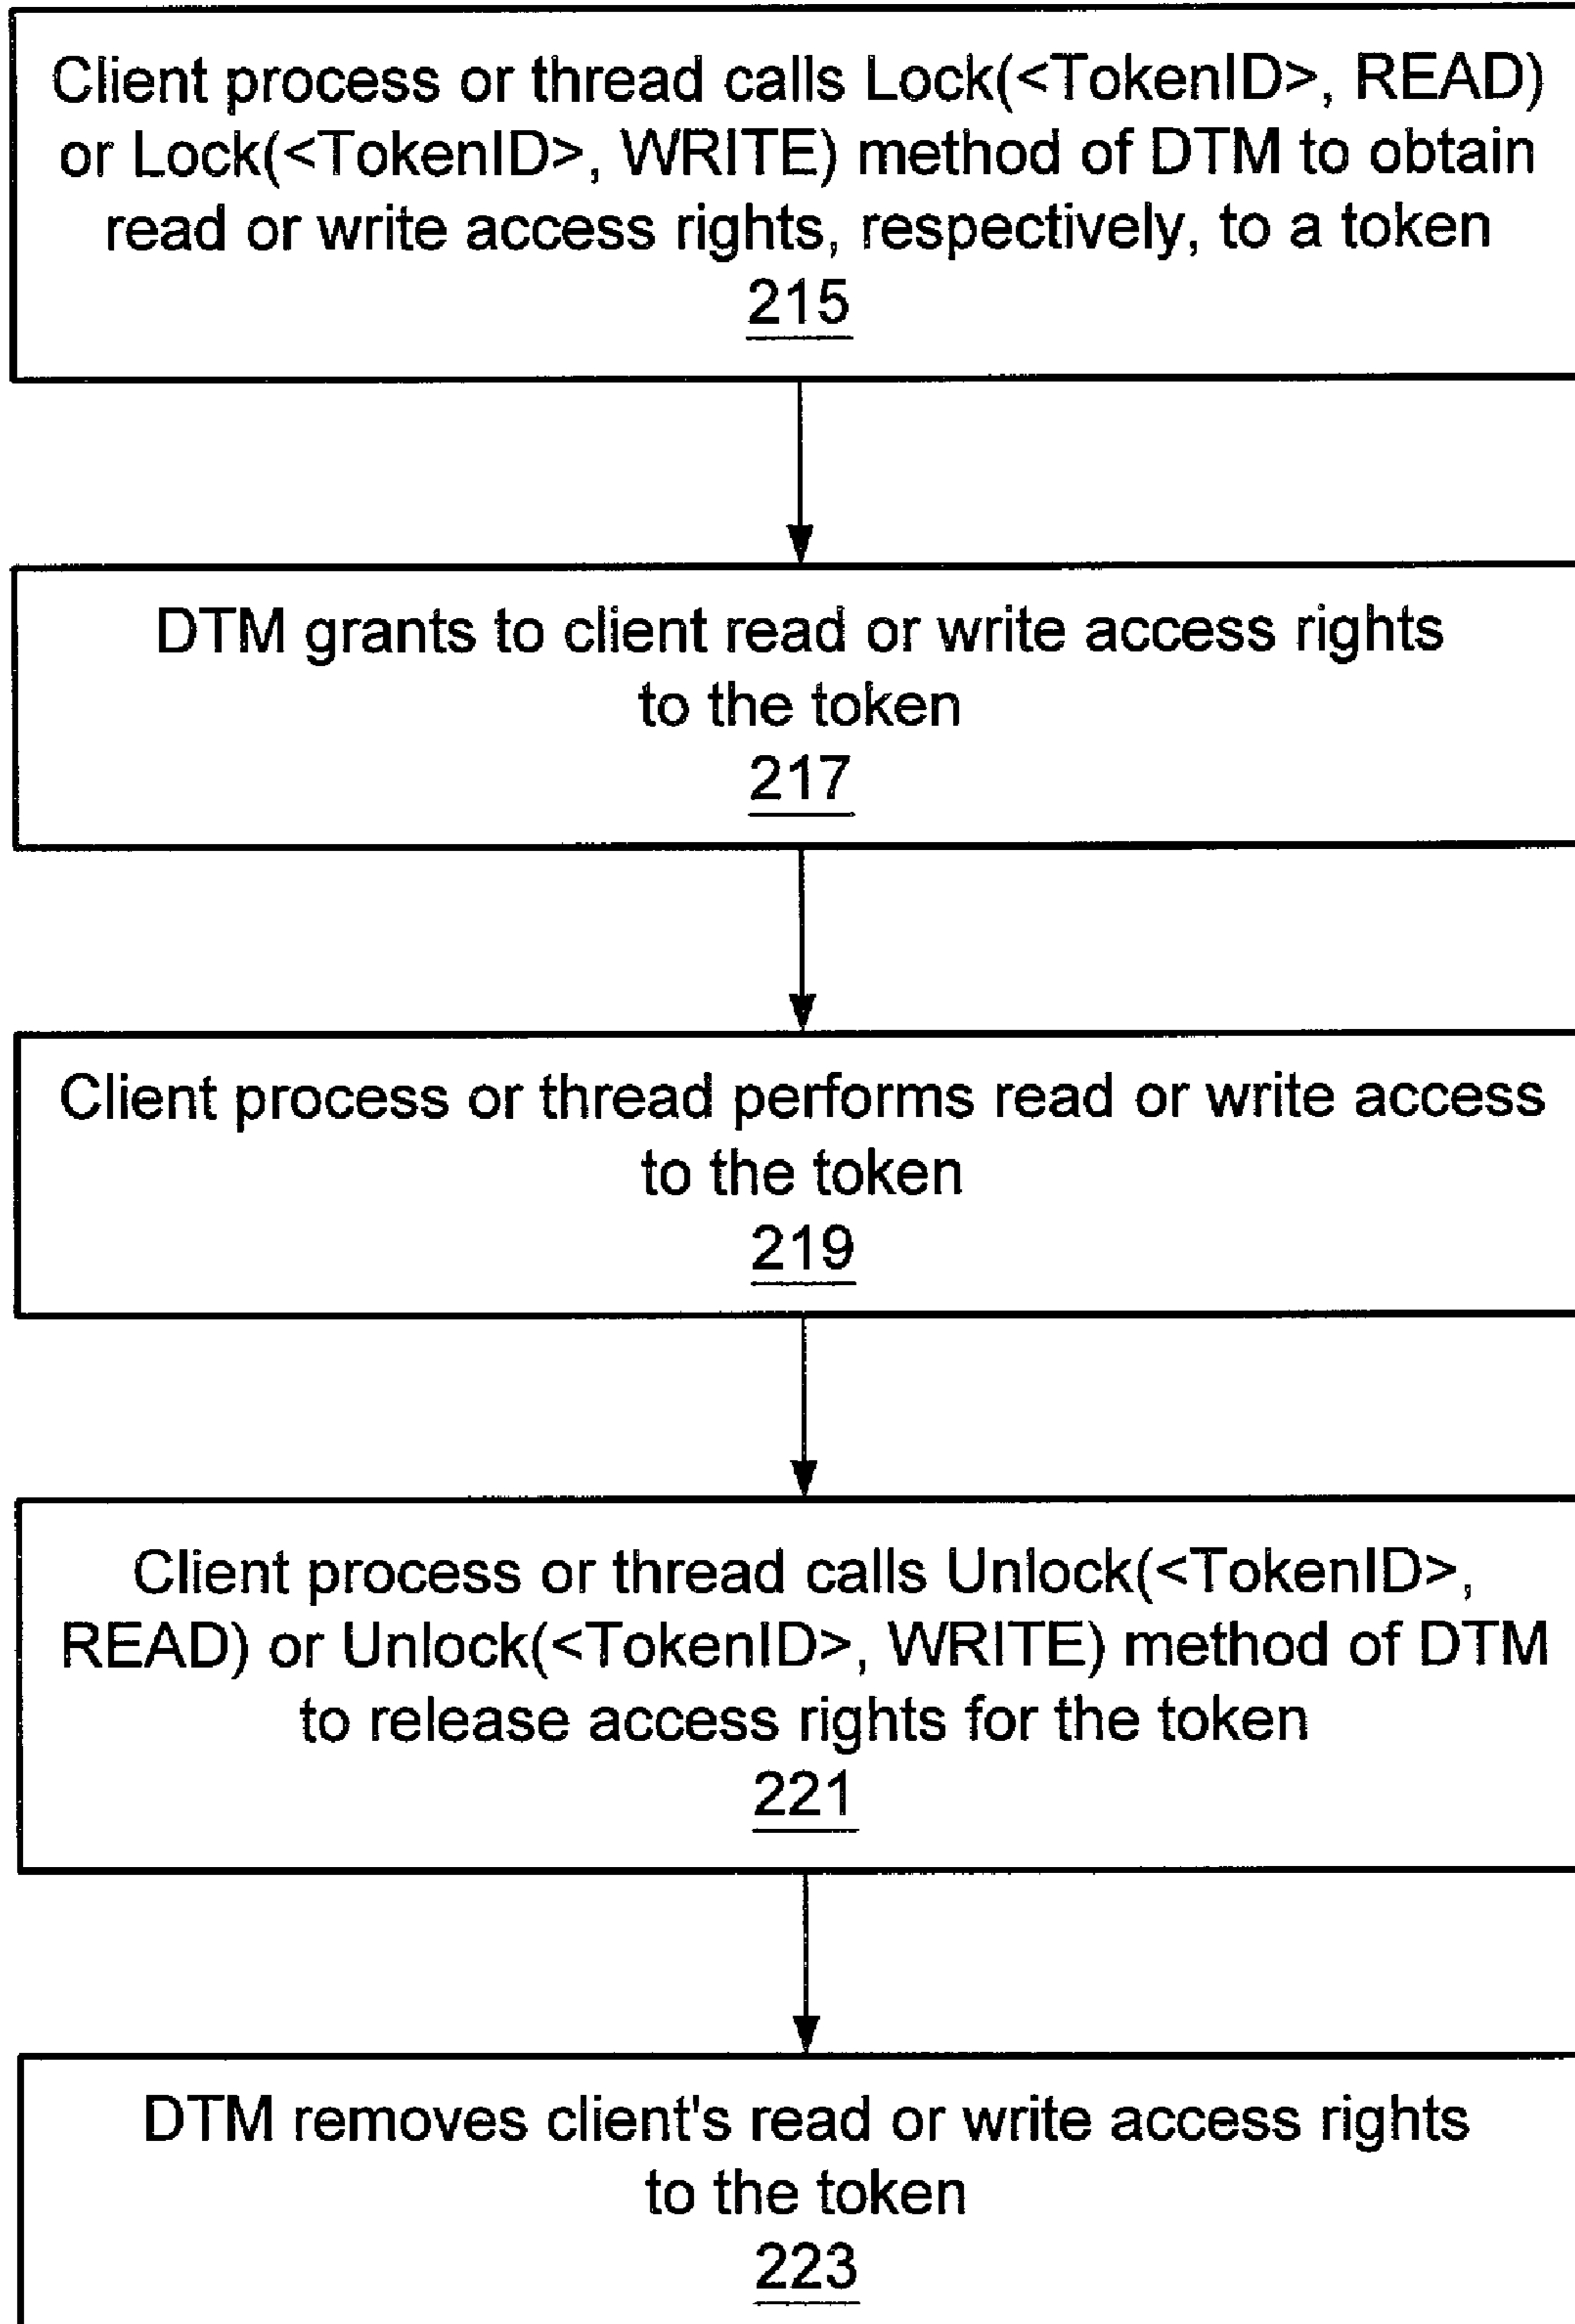 Client process or thread calls Lock(<TokenID>, READ)
or Lock(<TokenID>, WRITE) method of DTM to obtain
read or write access rights, respectively, to a token
215
DTM grants to client read or write access rights
to the token
217
Client process or thread performs read or write access
to the token
219
Client process or thread calls Unlock(<TokenID>,
READ) or Unlock(<TokenID>, WRITE) method of DTM
to release access rights for the token
221
DTM removes client's read or write access rights
to the token
223